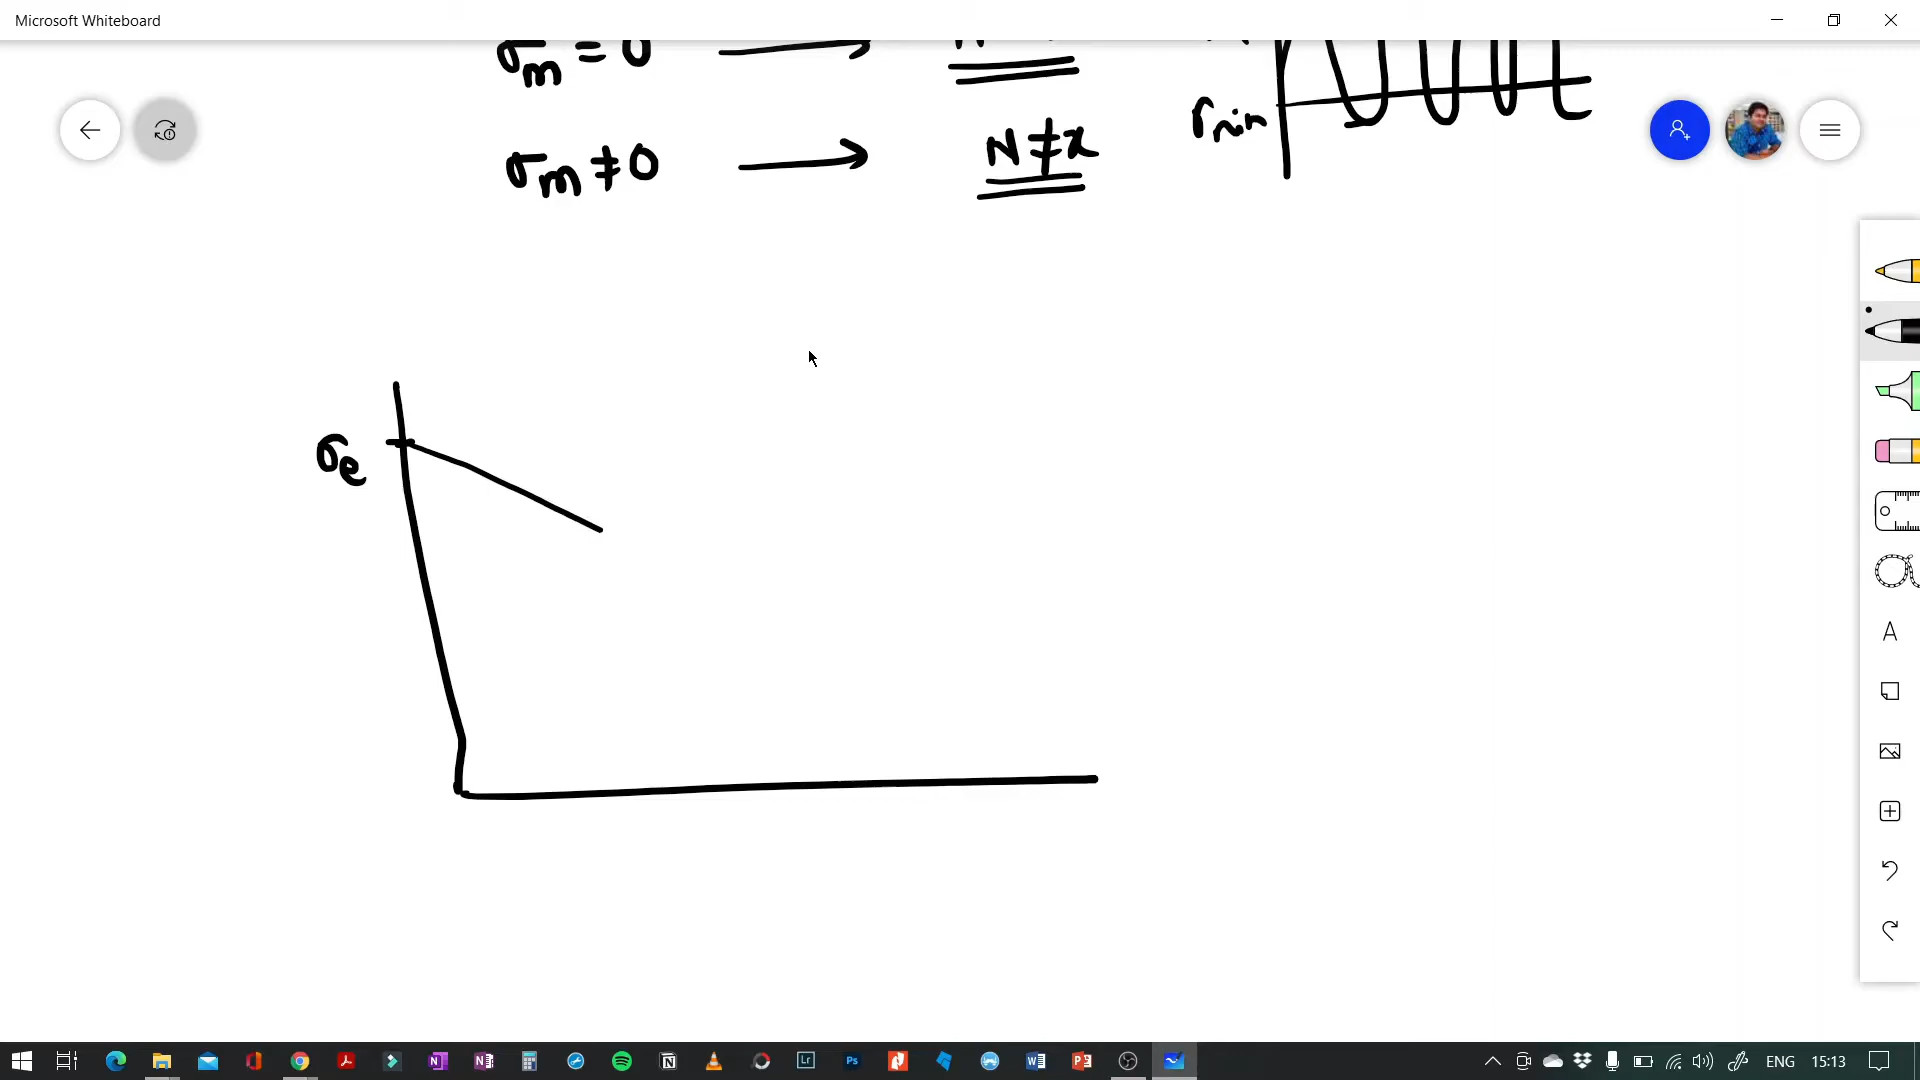 Microsoft Whiteboard
σm = 0
σm ≠ 0 → N ≠ x
σmin
σe
A
ENG 15:13